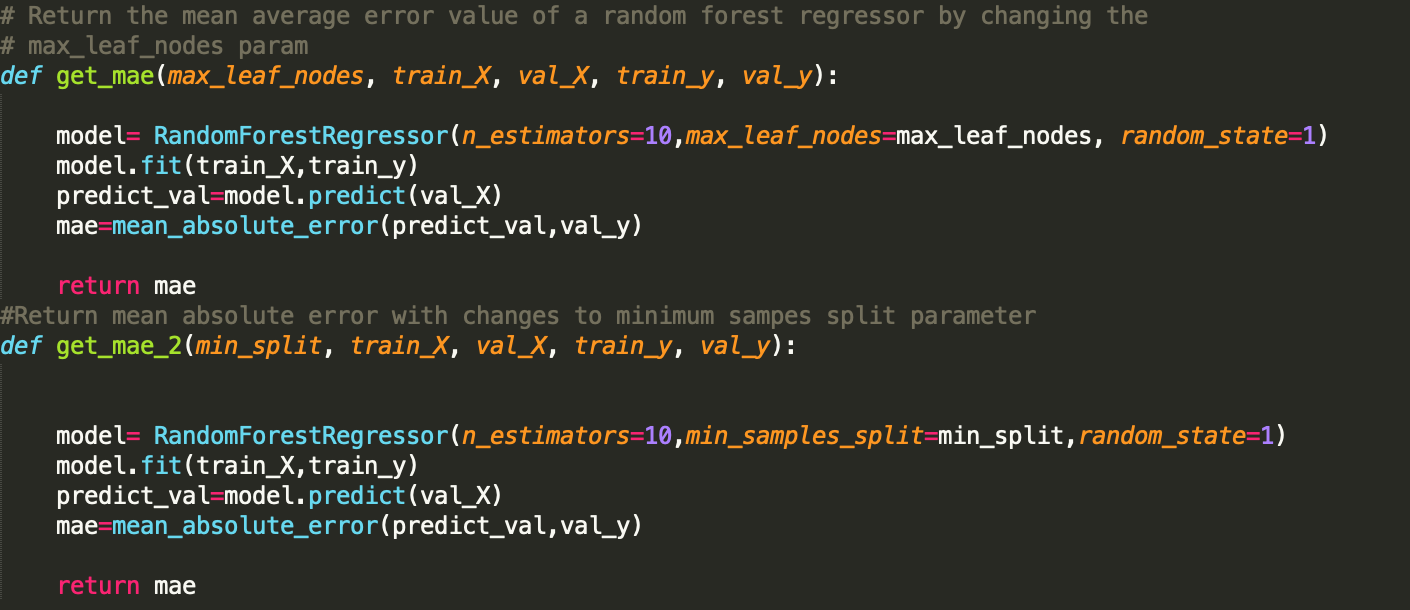 # Return the mean average error value of a random forest regressor by changing the
# max_leaf_nodes param
def get_mae(max_leaf_nodes, train_X, val_X, train_y, val_y):
model= RandomForestRegressor(n_estimators=10,max_leaf_nodes=max_leaf_nodes, random_state=1)
model.fit(train_X,train_y)
predict_val=model.predict(val_X)
mae=mean_absolute_error(predict_val,val_y)
return mae
#Return mean absolute error with changes to minimum sampes split parameter
def get_mae_2(min_split, train_X, val_X, train_y, val_y):
model= RandomForestRegressor(n_estimators=10,min_samples_split=min_split,random_state=1)
model.fit(train_X,train_y)
predict_val=model.predict(val_X)
mae=mean_absolute_error(predict_val,val_y)
return mae